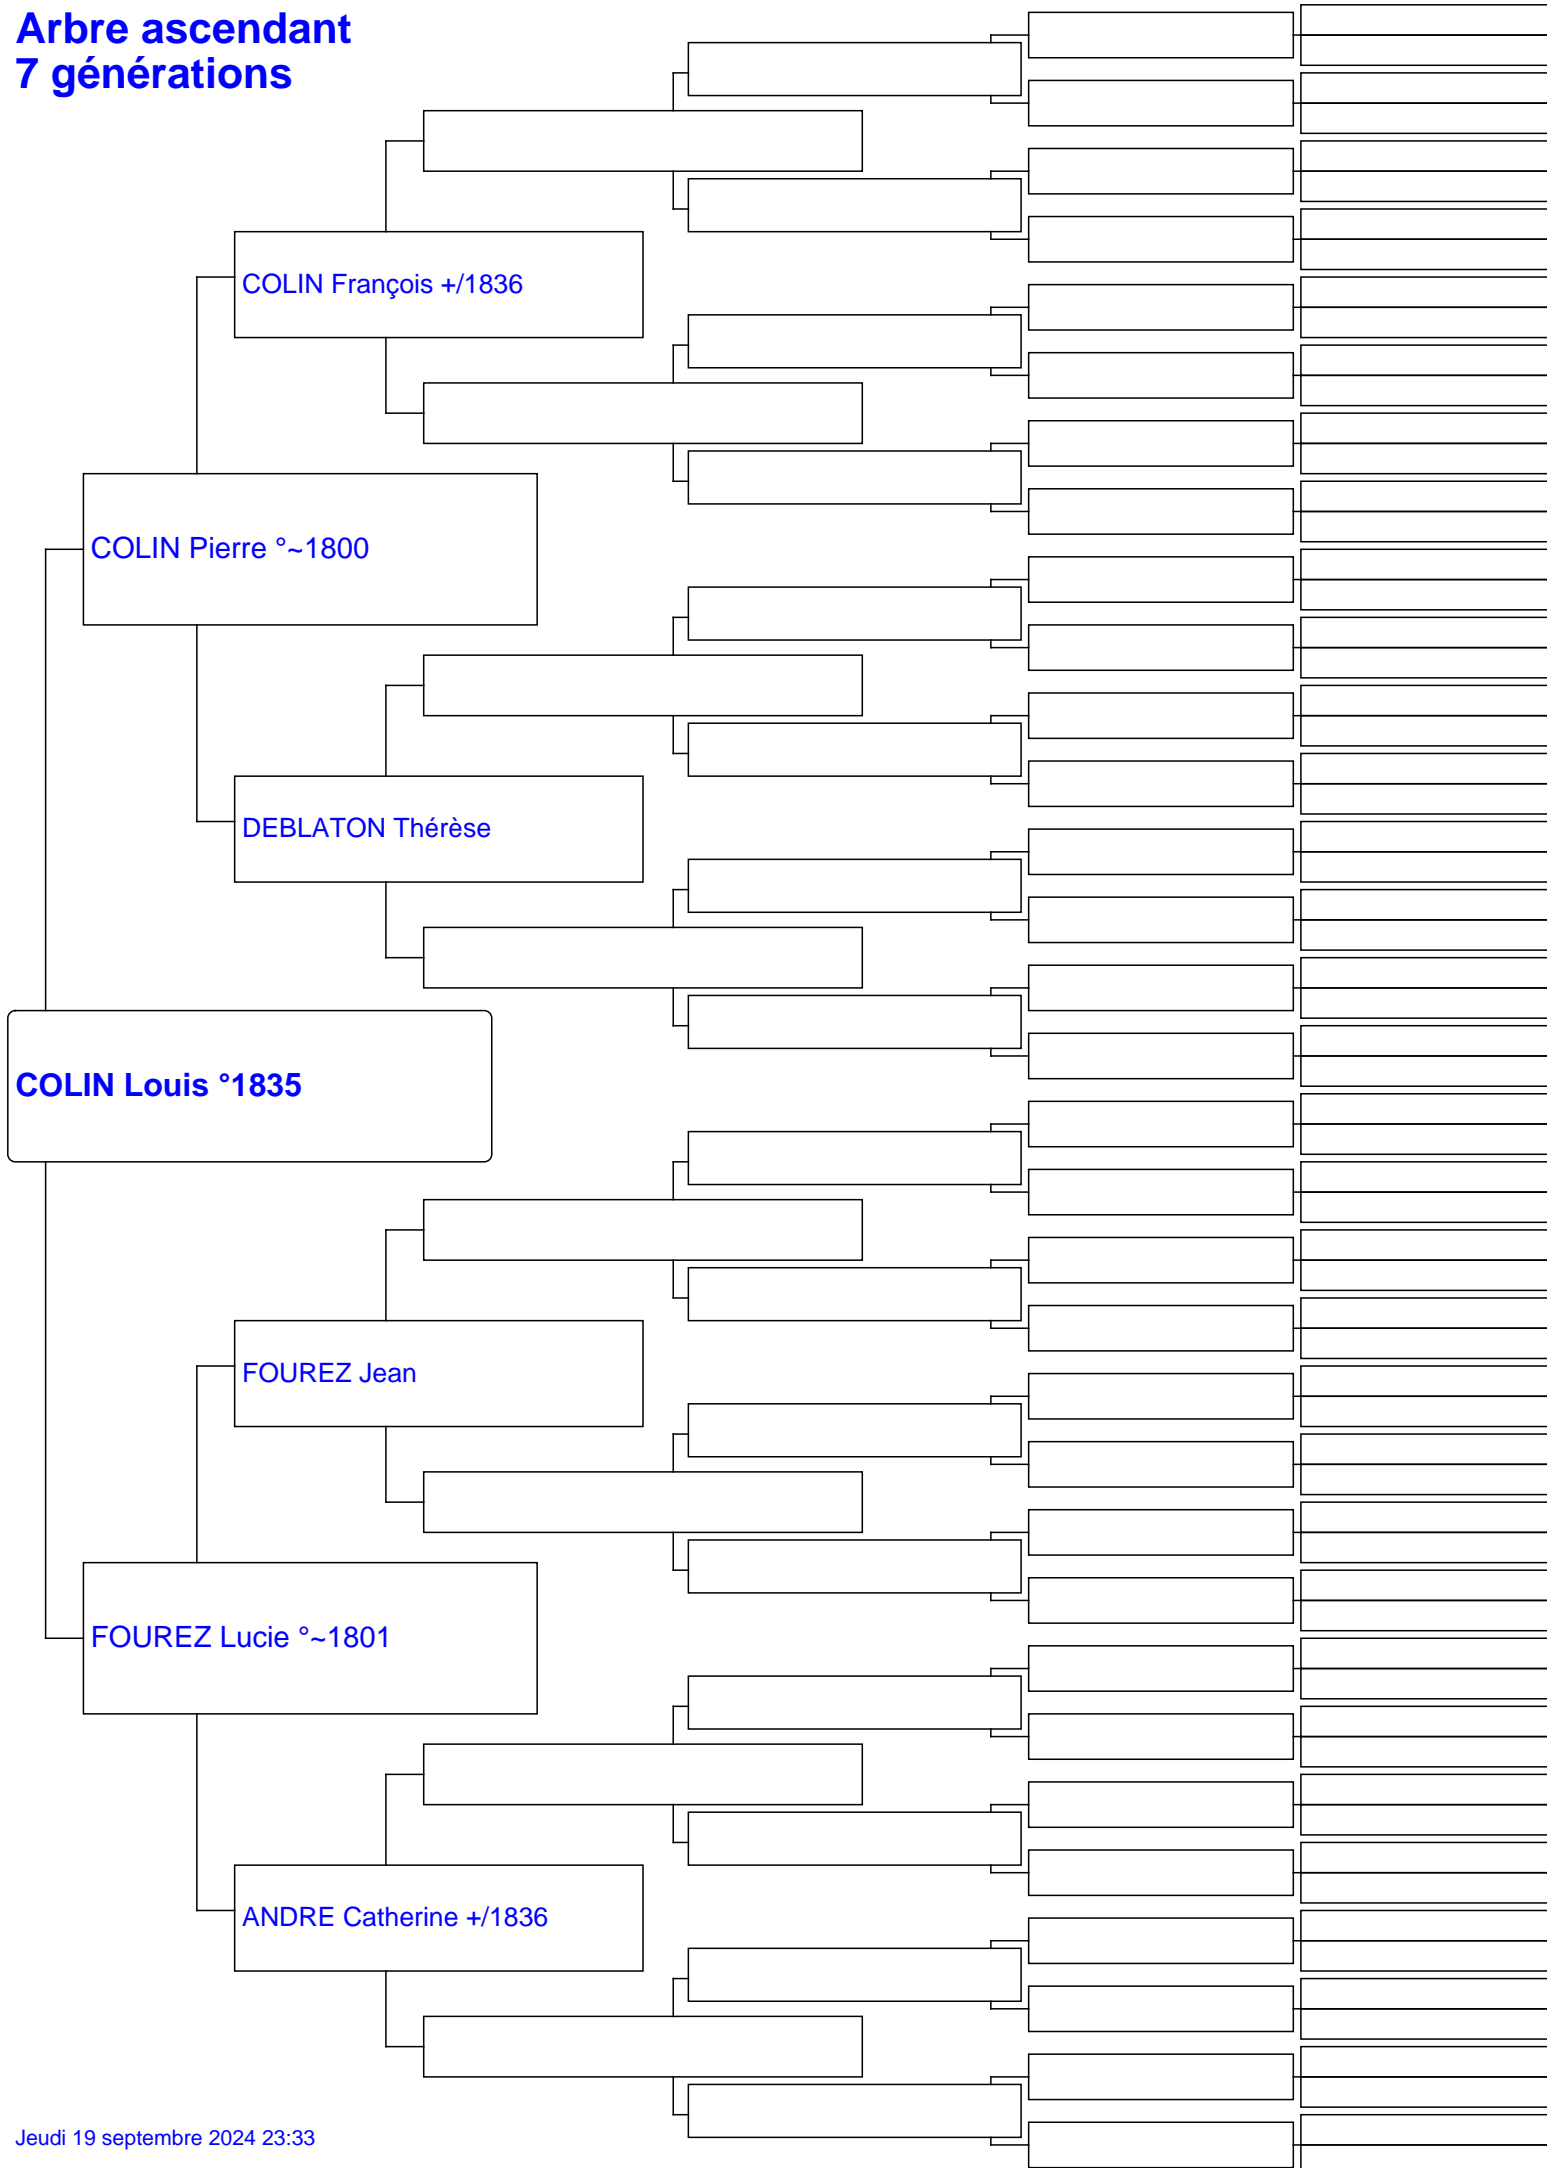 Arbre ascendant
7 générations
COLIN François +/1836
COLIN Pierre °~1800
DEBLATON Thérèse
COLIN Louis °1835
FOUREZ Jean
FOUREZ Lucie °~1801
ANDRE Catherine +/1836
Jeudi 19 septembre 2024 23:33